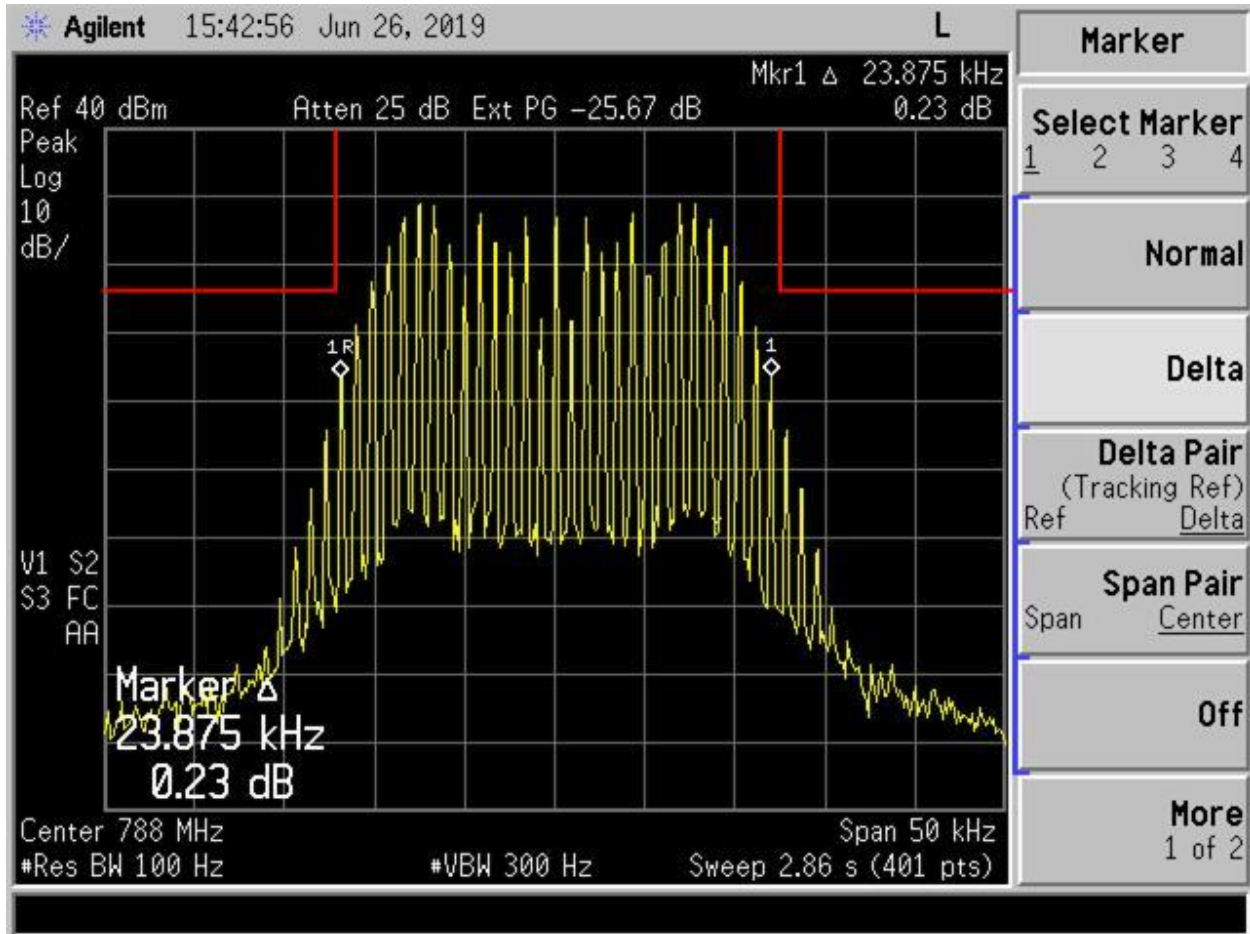 Agilent 15:42:56 Jun 26, 2019 L
Mkr1 Δ 23.875 kHz
Ref 40 dBm Atten 25 dB Ext PG -25.67 dB 0.23 dB
Peak
Log
10
dB/
1R
1
V1 S2
S3 FC
AA
Marker Δ
23.875 kHz
0.23 dB
Center 788 MHz Span 50 kHz
#Res BW 100 Hz #VBW 300 Hz Sweep 2.86 s (401 pts)
Marker
Select Marker
1 2 3 4
Normal
Delta
Delta Pair
(Tracking Ref)
Ref Delta
Span Pair
Span Center
Off
More
1 of 2